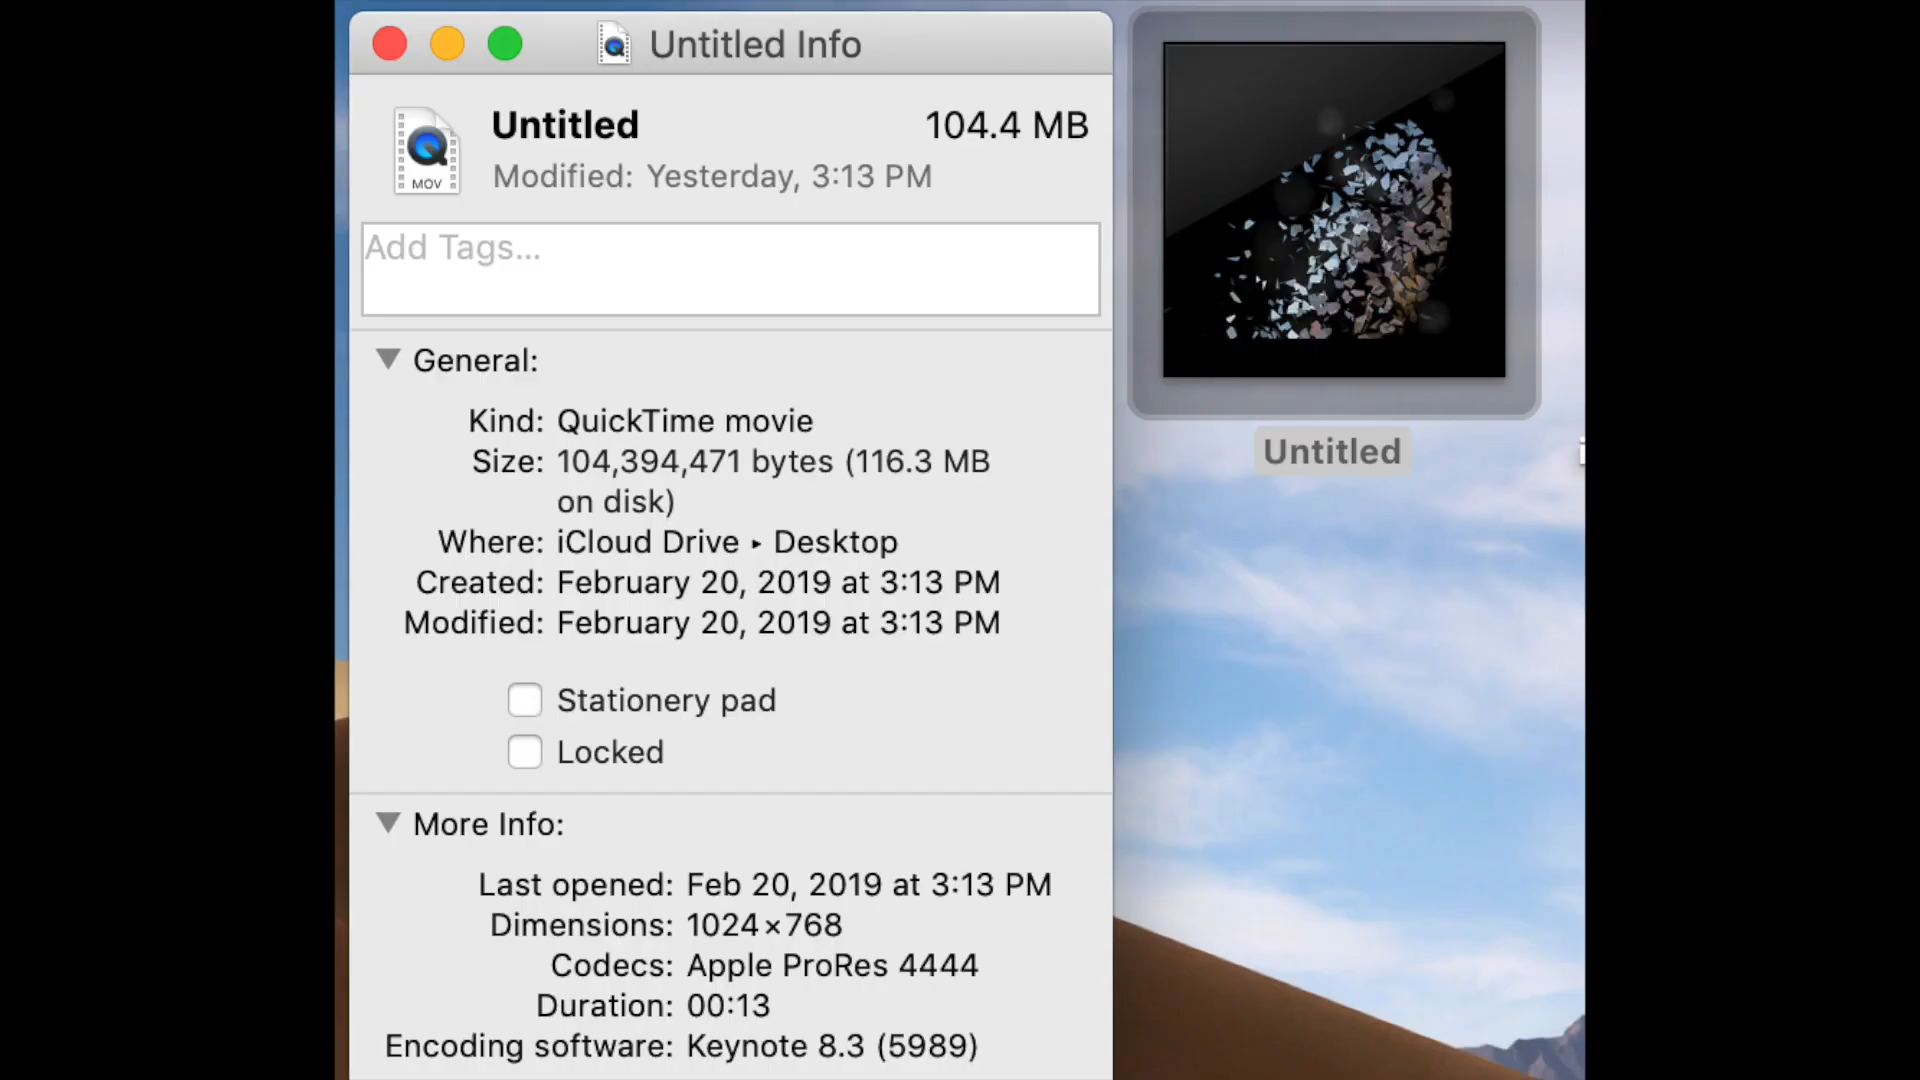 Untitled Info
Untitled
104.4 MB
Modified: Yesterday, 3:13 PM
MOV
Add Tags...
General:
Kind: QuickTime movie
Size: 104,394,471 bytes (116.3 MB
on disk)
Where: iCloud Drive ▸ Desktop
Created: February 20, 2019 at 3:13 PM
Modified: February 20, 2019 at 3:13 PM
Stationery pad
Locked
More Info:
Last opened: Feb 20, 2019 at 3:13 PM
Dimensions: 1024×768
Codecs: Apple ProRes 4444
Duration: 00:13
Encoding software: Keynote 8.3 (5989)
Untitled